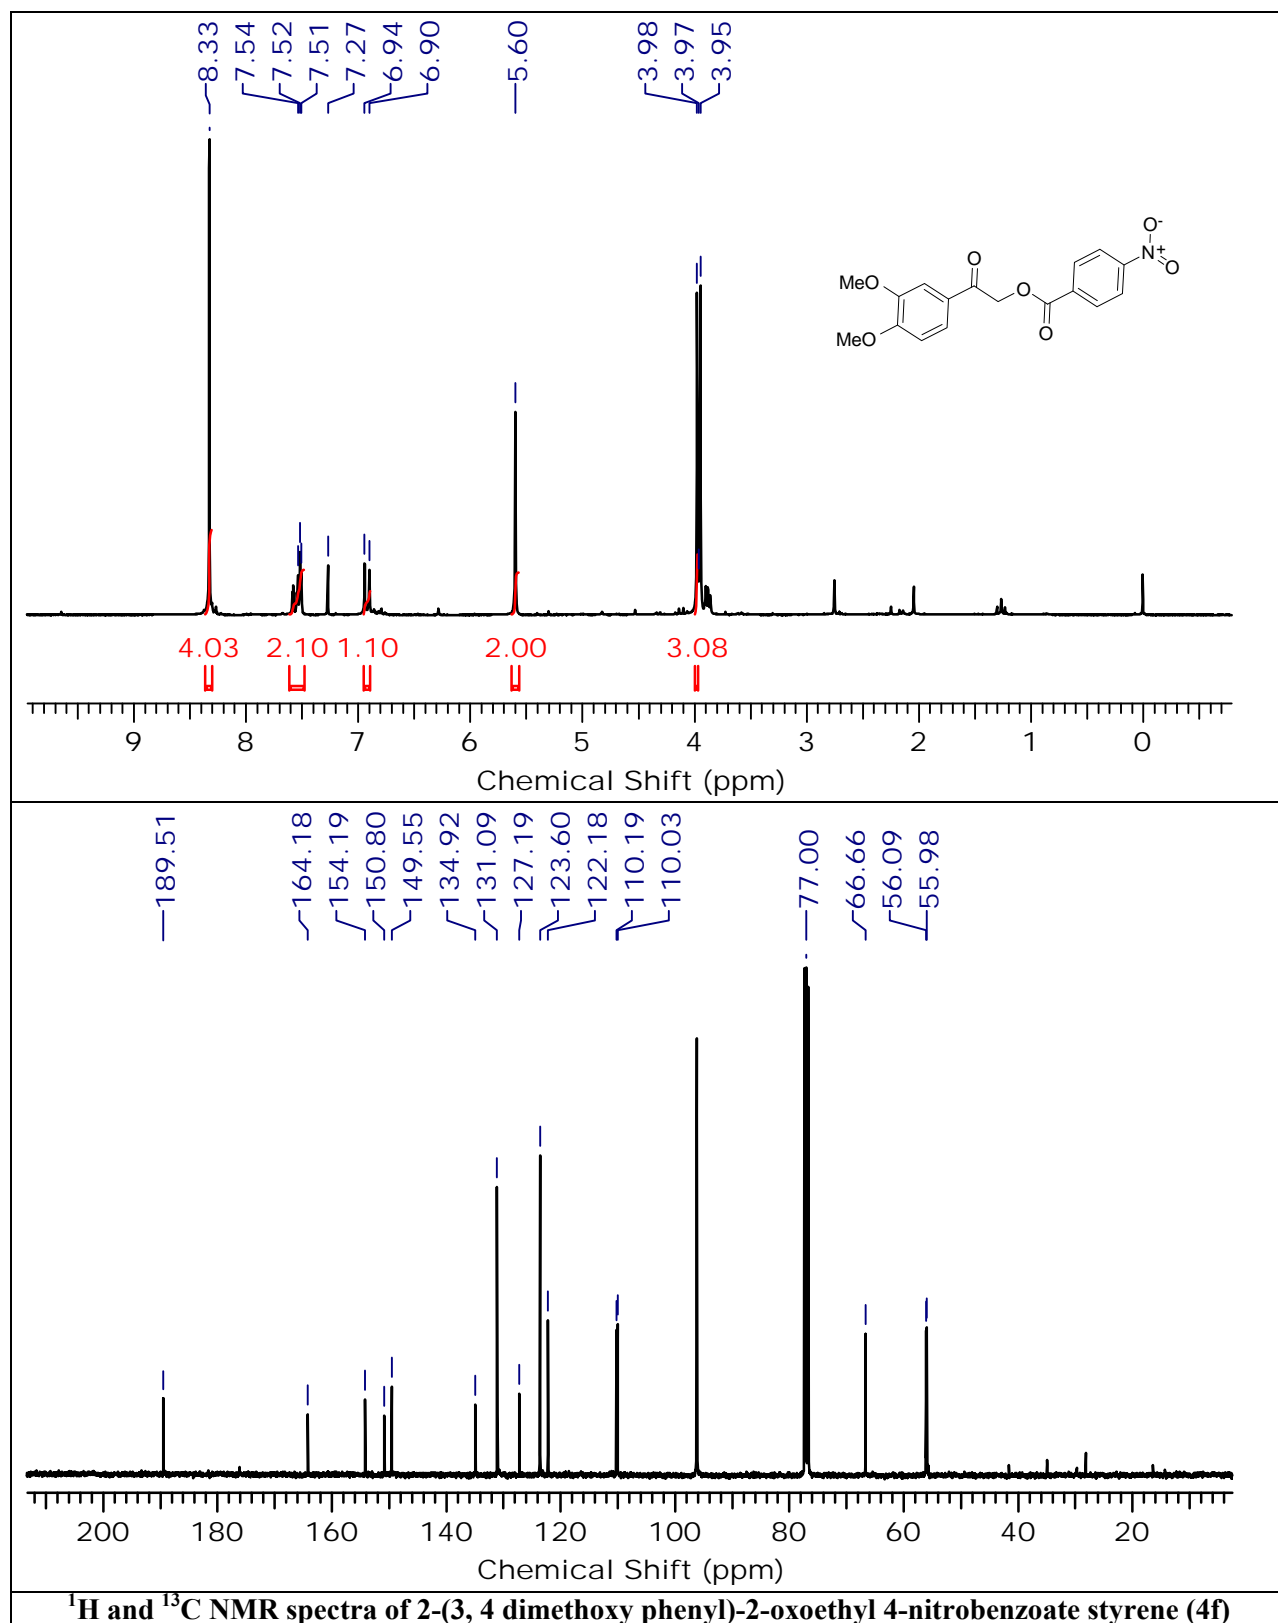 8.33
7.54
7.52
7.51
7.27
6.94
6.90
5.60
3.98
3.97
3.95
O
O-
N+
O
MeO
O
O
MeO
4.03 2.10 1.10 2.00 3.08
9 8 7 6 5 4 3 2 1 0
Chemical Shift (ppm)
189.51
164.18
154.19
150.80
149.55
134.92
131.09
127.19
123.60
122.18
110.19
110.03
77.00
66.66
56.09
55.98
200 180 160 140 120 100 80 60 40 20
Chemical Shift (ppm)
1H and 13C NMR spectra of 2-(3, 4 dimethoxy phenyl)-2-oxoethyl 4-nitrobenzoate styrene (4f)